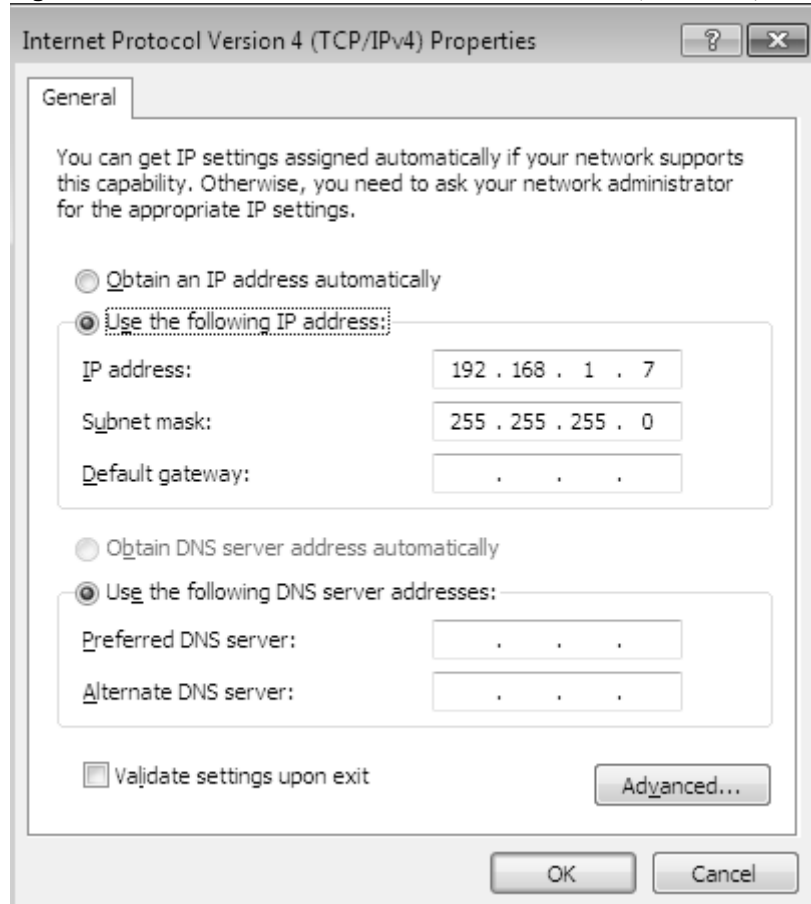 Internet Protocol Version 4 (TCP/IPv4) Properties
General
You can get IP settings assigned automatically if your network supports
this capability. Otherwise, you need to ask your network administrator
for the appropriate IP settings.
Obtain an IP address automatically
Use the following IP address:
IP address: 192 . 168 . 1 . 7
Subnet mask: 255 . 255 . 255 . 0
Default gateway: . . .
Obtain DNS server address automatically
Use the following DNS server addresses:
Preferred DNS server: . . .
Alternate DNS server: . . .
Validate settings upon exit
Advanced...
OK Cancel